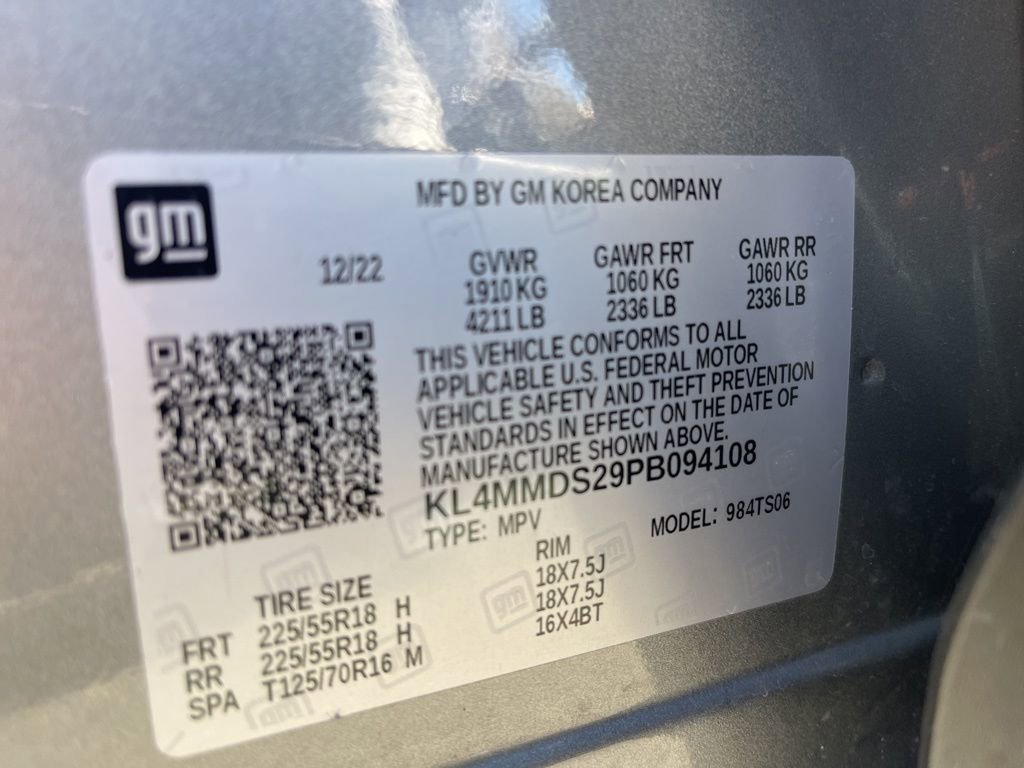 gm
MFD BY GM KOREA COMPANY
12/22
GVWR
1910 KG
4211 LB
GAWR FRT
1060 KG
2336 LB
GAWR RR
1060 KG
2336 LB
THIS VEHICLE CONFORMS TO ALL
APPLICABLE U.S. FEDERAL MOTOR
VEHICLE SAFETY AND THEFT PREVENTION
STANDARDS IN EFFECT ON THE DATE OF
MANUFACTURE SHOWN ABOVE.
KL4MMDS29PB094108
TYPE: MPV MODEL: 984TS06
TIRE SIZE RIM
FRT 225/55R18 H 18X7.5J
RR 225/55R18 H 18X7.5J
SPA T125/70R16 M 16X4BT